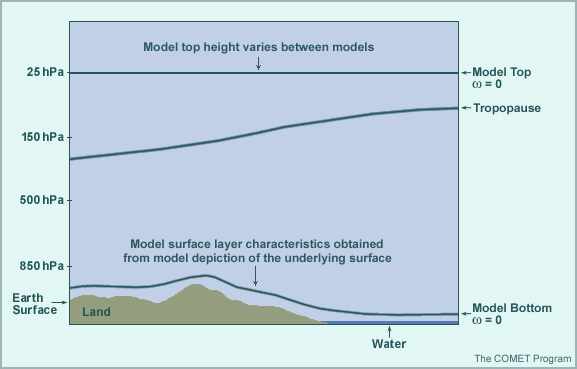 Model top height varies between models
25 hPa
Model Top
ω = 0
Tropopause
150 hPa
500 hPa
Model surface layer characteristics obtained
from model depiction of the underlying surface
850 hPa
Earth
Surface
Land
Model Bottom
ω = 0
Water
The COMET Program